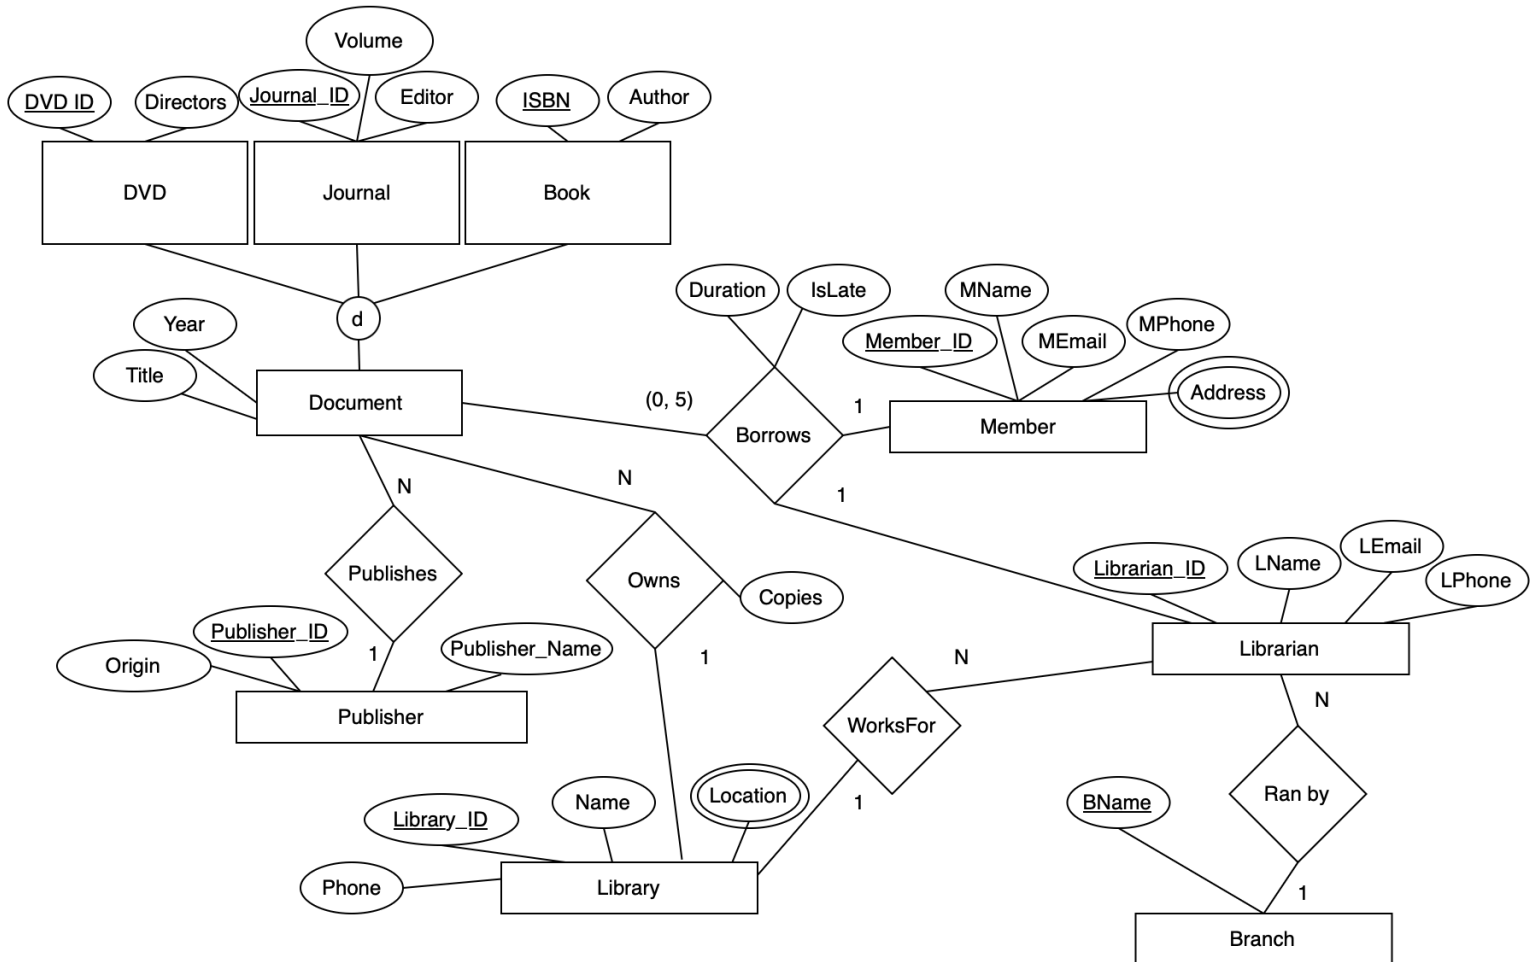 Volume
DVD ID
Directors
Journal_ID
Editor
ISBN
Author
DVD
Journal
Book
d
Year
Title
Document
Duration
IsLate
MName
Member_ID
MEmail
MPhone
Address
(0, 5)
1
Borrows
Member
N
N
1
Publishes
Owns
Copies
Librarian_ID
LName
LEmail
LPhone
Publisher_ID
Origin
1
Publisher_Name
1
Librarian
Publisher
N
WorksFor
N
Library_ID
Name
Location
1
BName
Ran by
Phone
Library
1
Branch